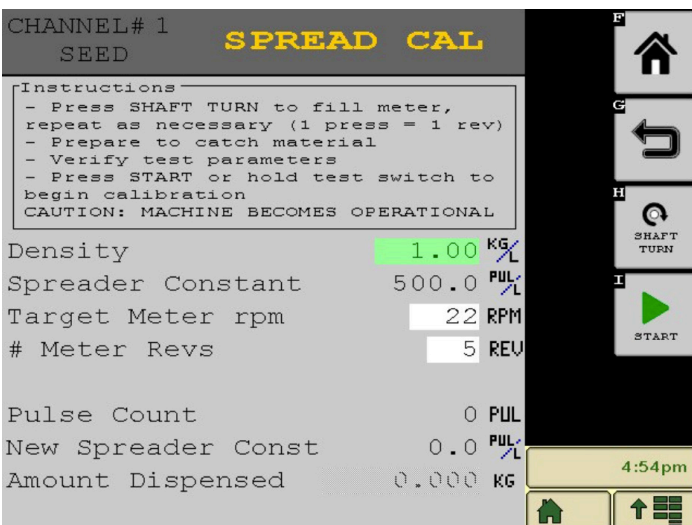 CHANNEL# 1
SEED
SPREAD CAL
Instructions
- Press SHAFT TURN to fill meter,
repeat as necessary (1 press = 1 rev)
- Prepare to catch material
- Verify test parameters
- Press START or hold test switch to
begin calibration
CAUTION: MACHINE BECOMES OPERATIONAL
Density 1.00 KG/L
Spreader Constant 500.0 PUL/L
Target Meter rpm 22 RPM
# Meter Revs 5 REV
Pulse Count 0 PUL
New Spreader Const 0.0 PUL/L
Amount Dispensed 0.000 KG
F
G
H
SHAFT
TURN
I
START
4:54pm